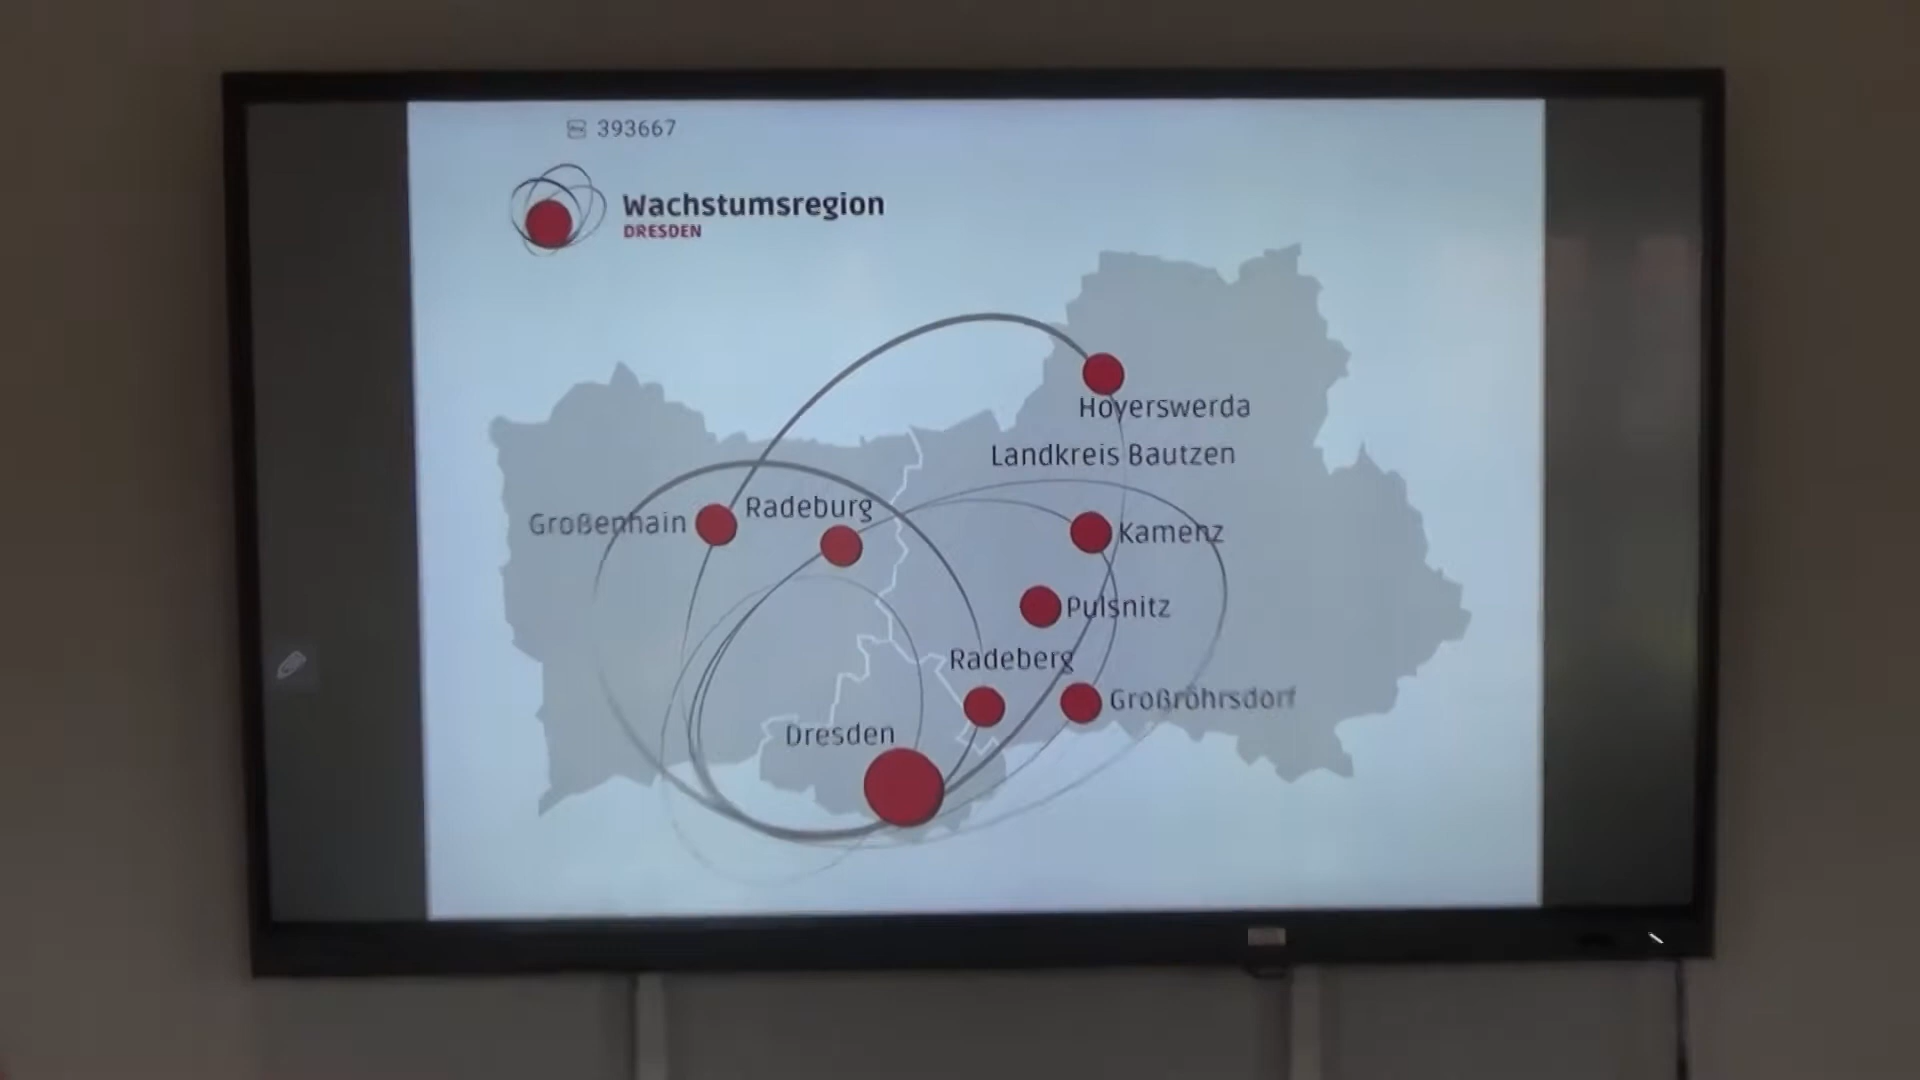 393667
Wachstumsregion
DRESDEN
Hoyerswerda
Landkreis Bautzen
Radeburg
Großenhain
Kamenz
Pulsnitz
Radeberg
Großröhrsdorf
Dresden